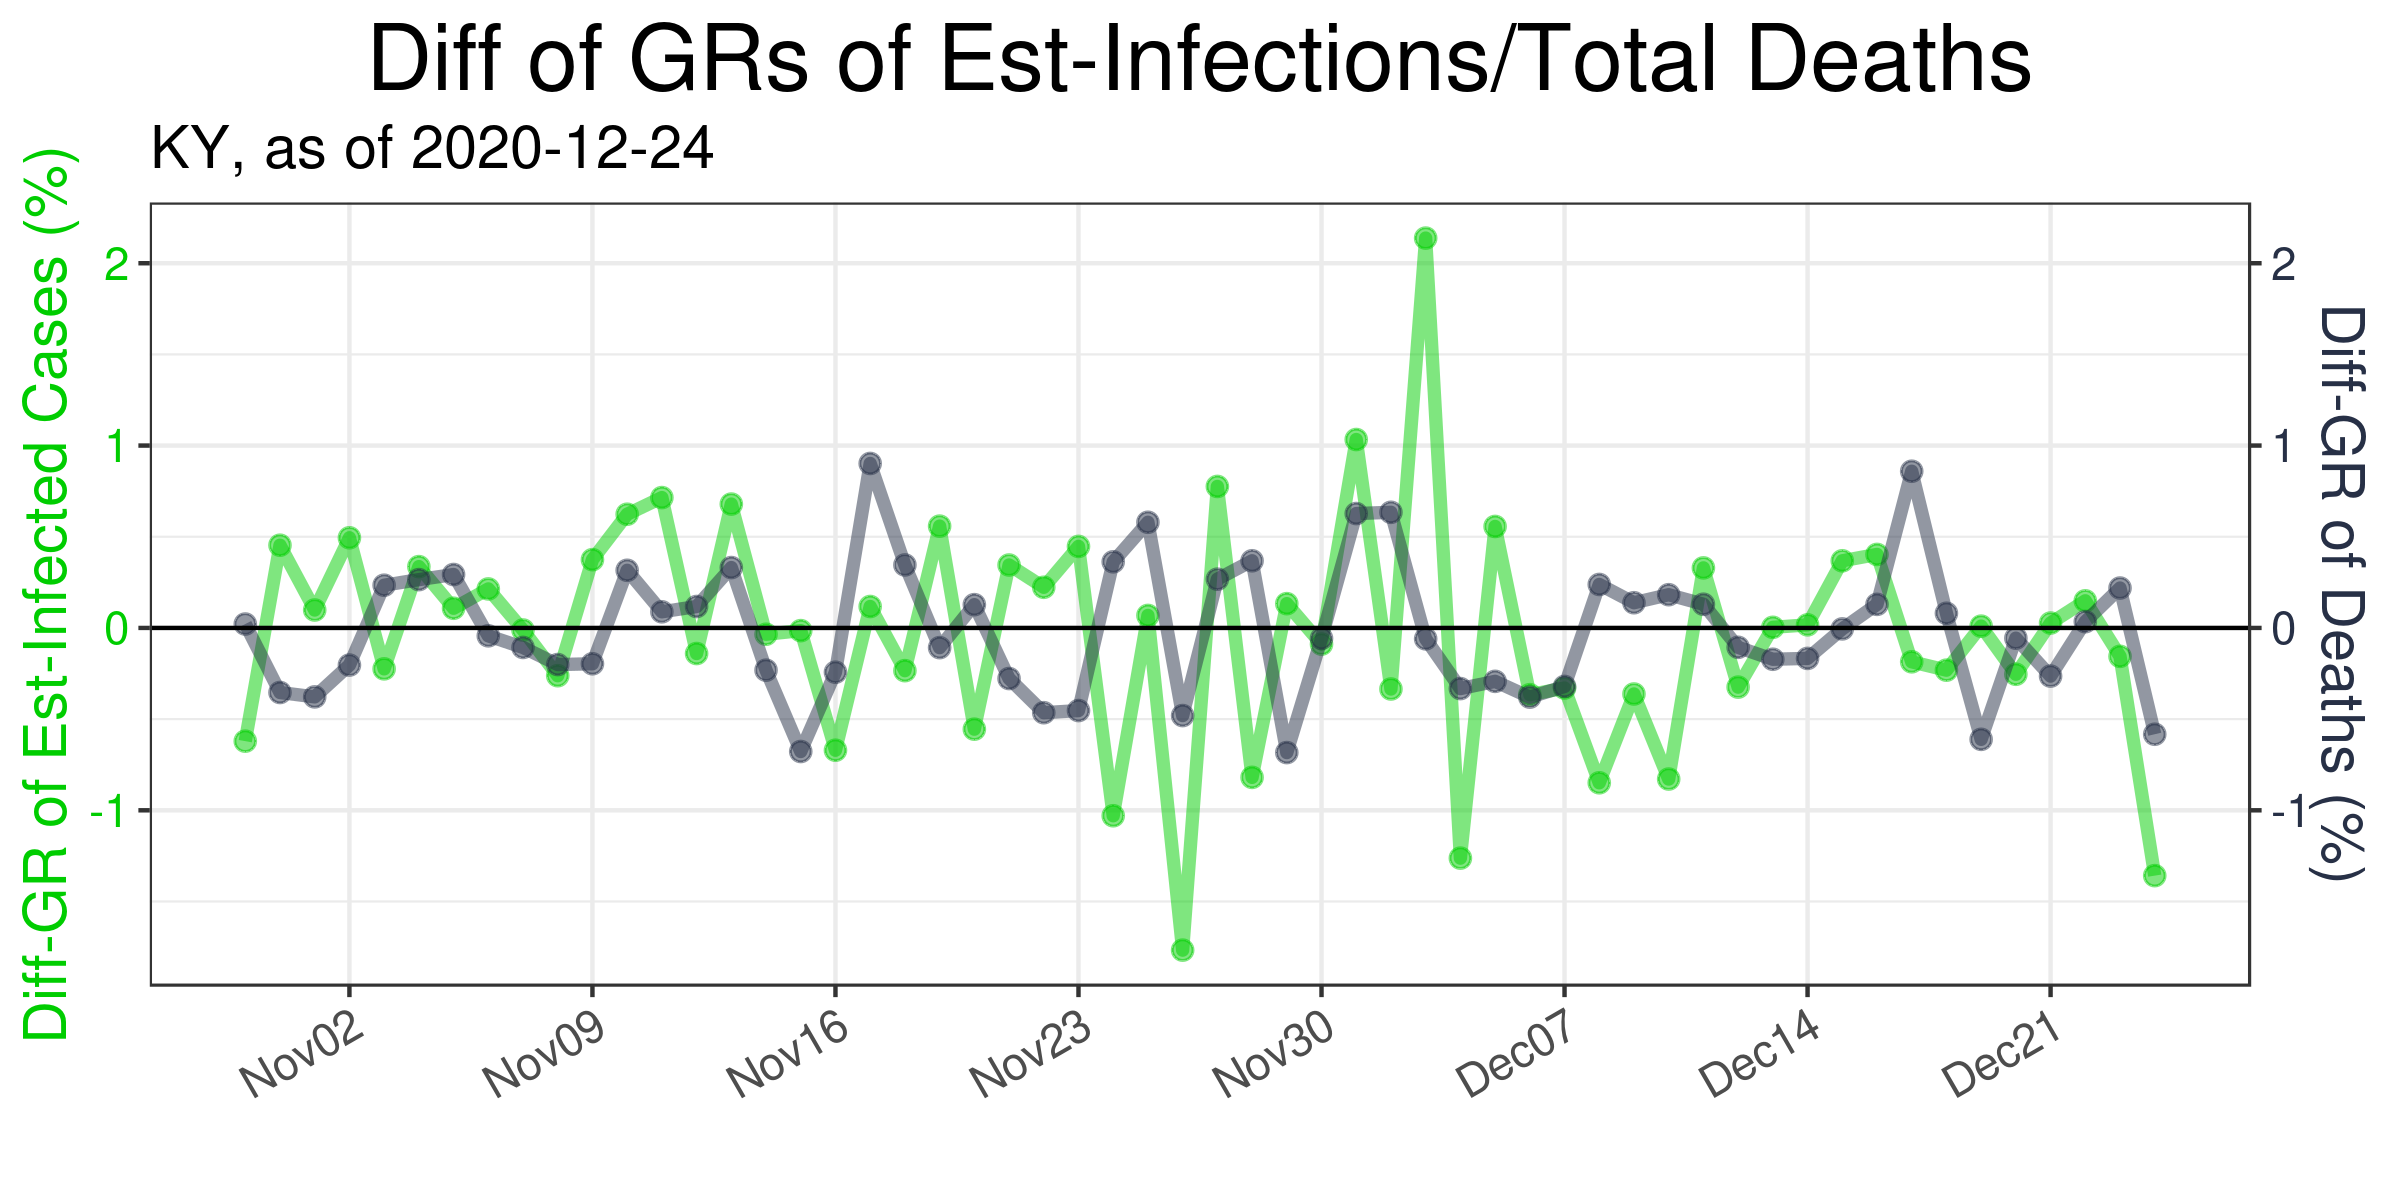 Diff of GRs of Est-Infections/Total Deaths
KY, as of 2020-12-24
Diff-GR of Est-Infected Cases (%)
2
1
0
-1
2
1
0
-1
Diff-GR of Deaths (%)
Nov02
Nov09
Nov16
Nov23
Nov30
Dec07
Dec14
Dec21